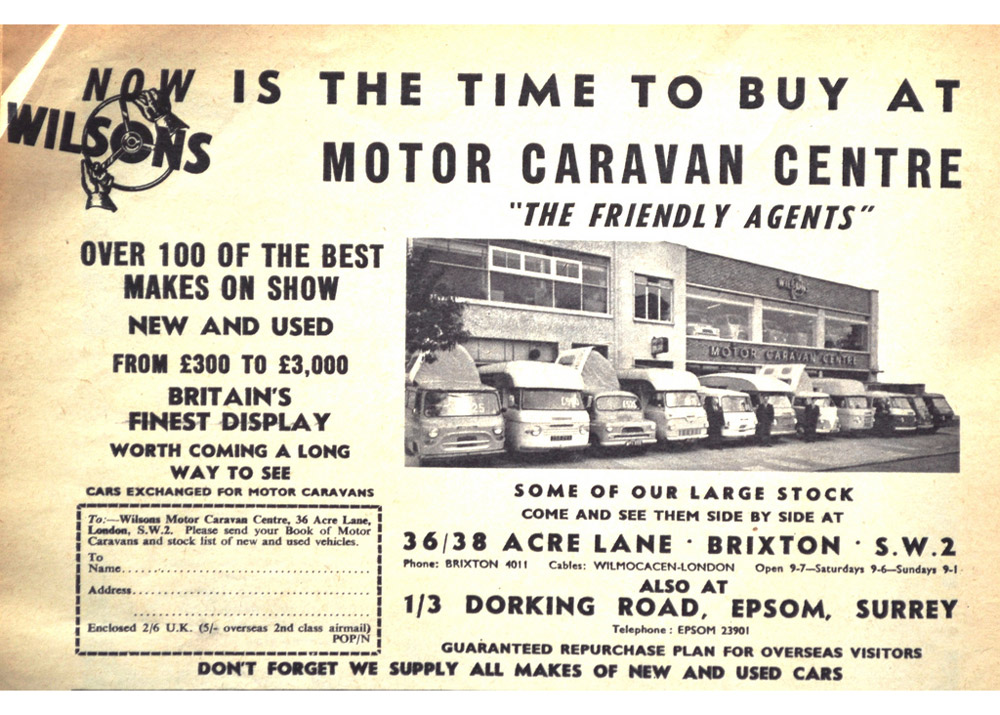 NOW IS THE TIME TO BUY AT
WILSONS
MOTOR CARAVAN CENTRE
"THE FRIENDLY AGENTS"
OVER 100 OF THE BEST
MAKES ON SHOW
NEW AND USED
FROM £300 TO £3,000
BRITAIN'S
FINEST DISPLAY
WORTH COMING A LONG
WAY TO SEE
CARS EXCHANGED FOR MOTOR CARAVANS
To:—Wilsons Motor Caravan Centre, 36 Acre Lane,
London, S.W.2. Please send your Book of Motor
Caravans and stock list of new and used vehicles.
To
Name
Address
Enclosed 2/6 U.K. (5/- overseas 2nd class airmail)
POP/N
WILSONS
MOTOR CARAVAN CENTRE
SOME OF OUR LARGE STOCK
COME AND SEE THEM SIDE BY SIDE AT
36/38 ACRE LANE · BRIXTON · S.W.2
Phone: BRIXTON 4011 Cables: WILMOCACEN-LONDON Open 9-7—Saturdays 9-6—Sundays 9-1
ALSO AT
1/3 DORKING ROAD, EPSOM, SURREY
Telephone: EPSOM 23901
GUARANTEED REPURCHASE PLAN FOR OVERSEAS VISITORS
DON'T FORGET WE SUPPLY ALL MAKES OF NEW AND USED CARS